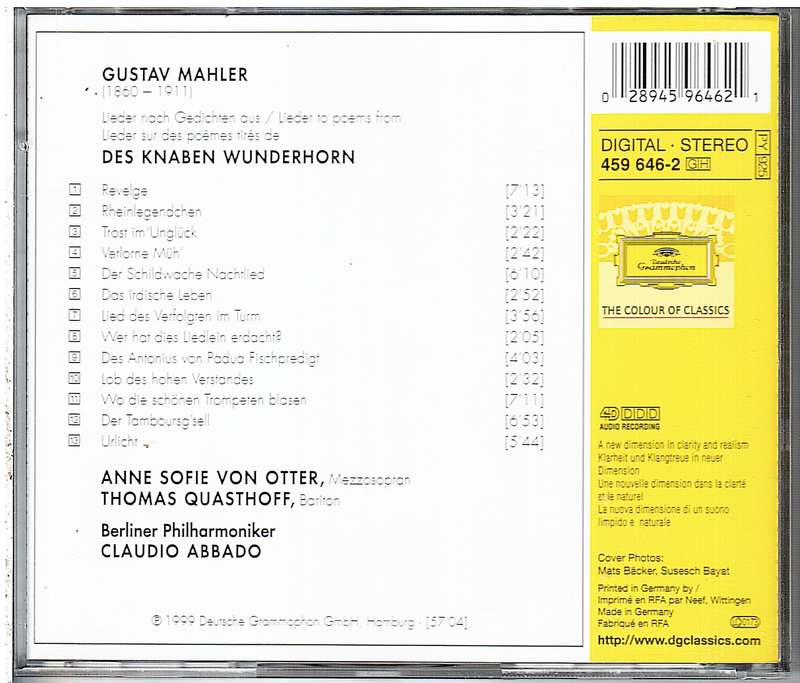 GUSTAV MAHLER
(1860 – 1911)
Lieder nach Gedichten aus / Lieder to poems from
Lieder sur des poèmes tirés de
DES KNABEN WUNDERHORN
1 Revelge [7'13]
2 Rheinlegendchen [3'21]
3 Trost im Unglück [2'22]
4 Verlorne Müh' [2'42]
5 Der Schildwache Nachtlied [6'10]
6 Das irdische Leben [2'52]
7 Lied des Verfolgten im Turm [3'56]
8 Wer hat dies Liedlein erdacht? [2'05]
9 Des Antonius von Padua Fischpredigt [4'03]
10 Lob des hohen Verstandes [2'32]
11 Wo die schönen Trompeten blasen [7'11]
12 Der Tamboursg'sell [6'53]
13 Urlicht [5'44]
ANNE SOFIE VON OTTER, Mezzosopran
THOMAS QUASTHOFF, Bariton
Berliner Philharmoniker
CLAUDIO ABBADO
℗ 1999 Deutsche Grammophon GmbH, Hamburg · [57'04]
0 28945 96462 1
DIGITAL · STEREO
459 646-2 GH
PY 925
Deutsche
Grammophon
THE COLOUR OF CLASSICS
4D DDD
AUDIO RECORDING
A new dimension in clarity and realism
Klarheit und Klangtreue in neuer
Dimension
Une nouvelle dimension dans la clarté
et le naturel
La nuova dimensione di un suono
limpido e naturale
Cover Photos:
Mats Bäcker, Susesch Bayat
Printed in Germany by /
Imprimé en RFA par Neef, Wittingen
Made in Germany
Fabriqué en RFA
LC 0173
http://www.dgclassics.com